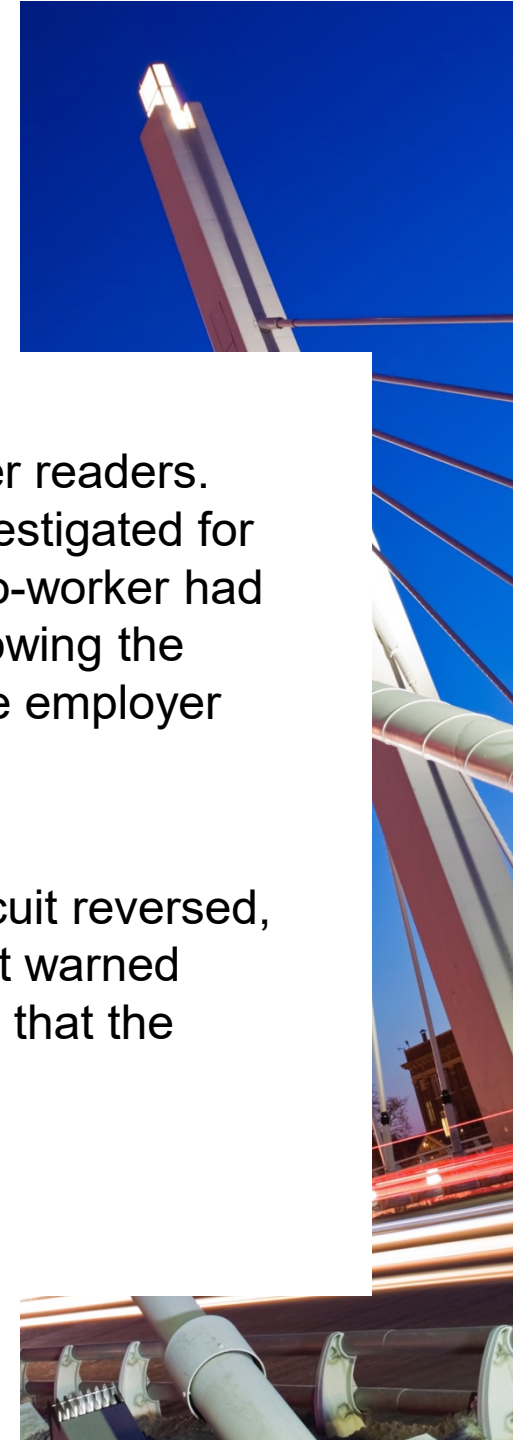 er readers.
estigated for
o-worker had
owing the
e employer
cuit reversed,
t warned
that the